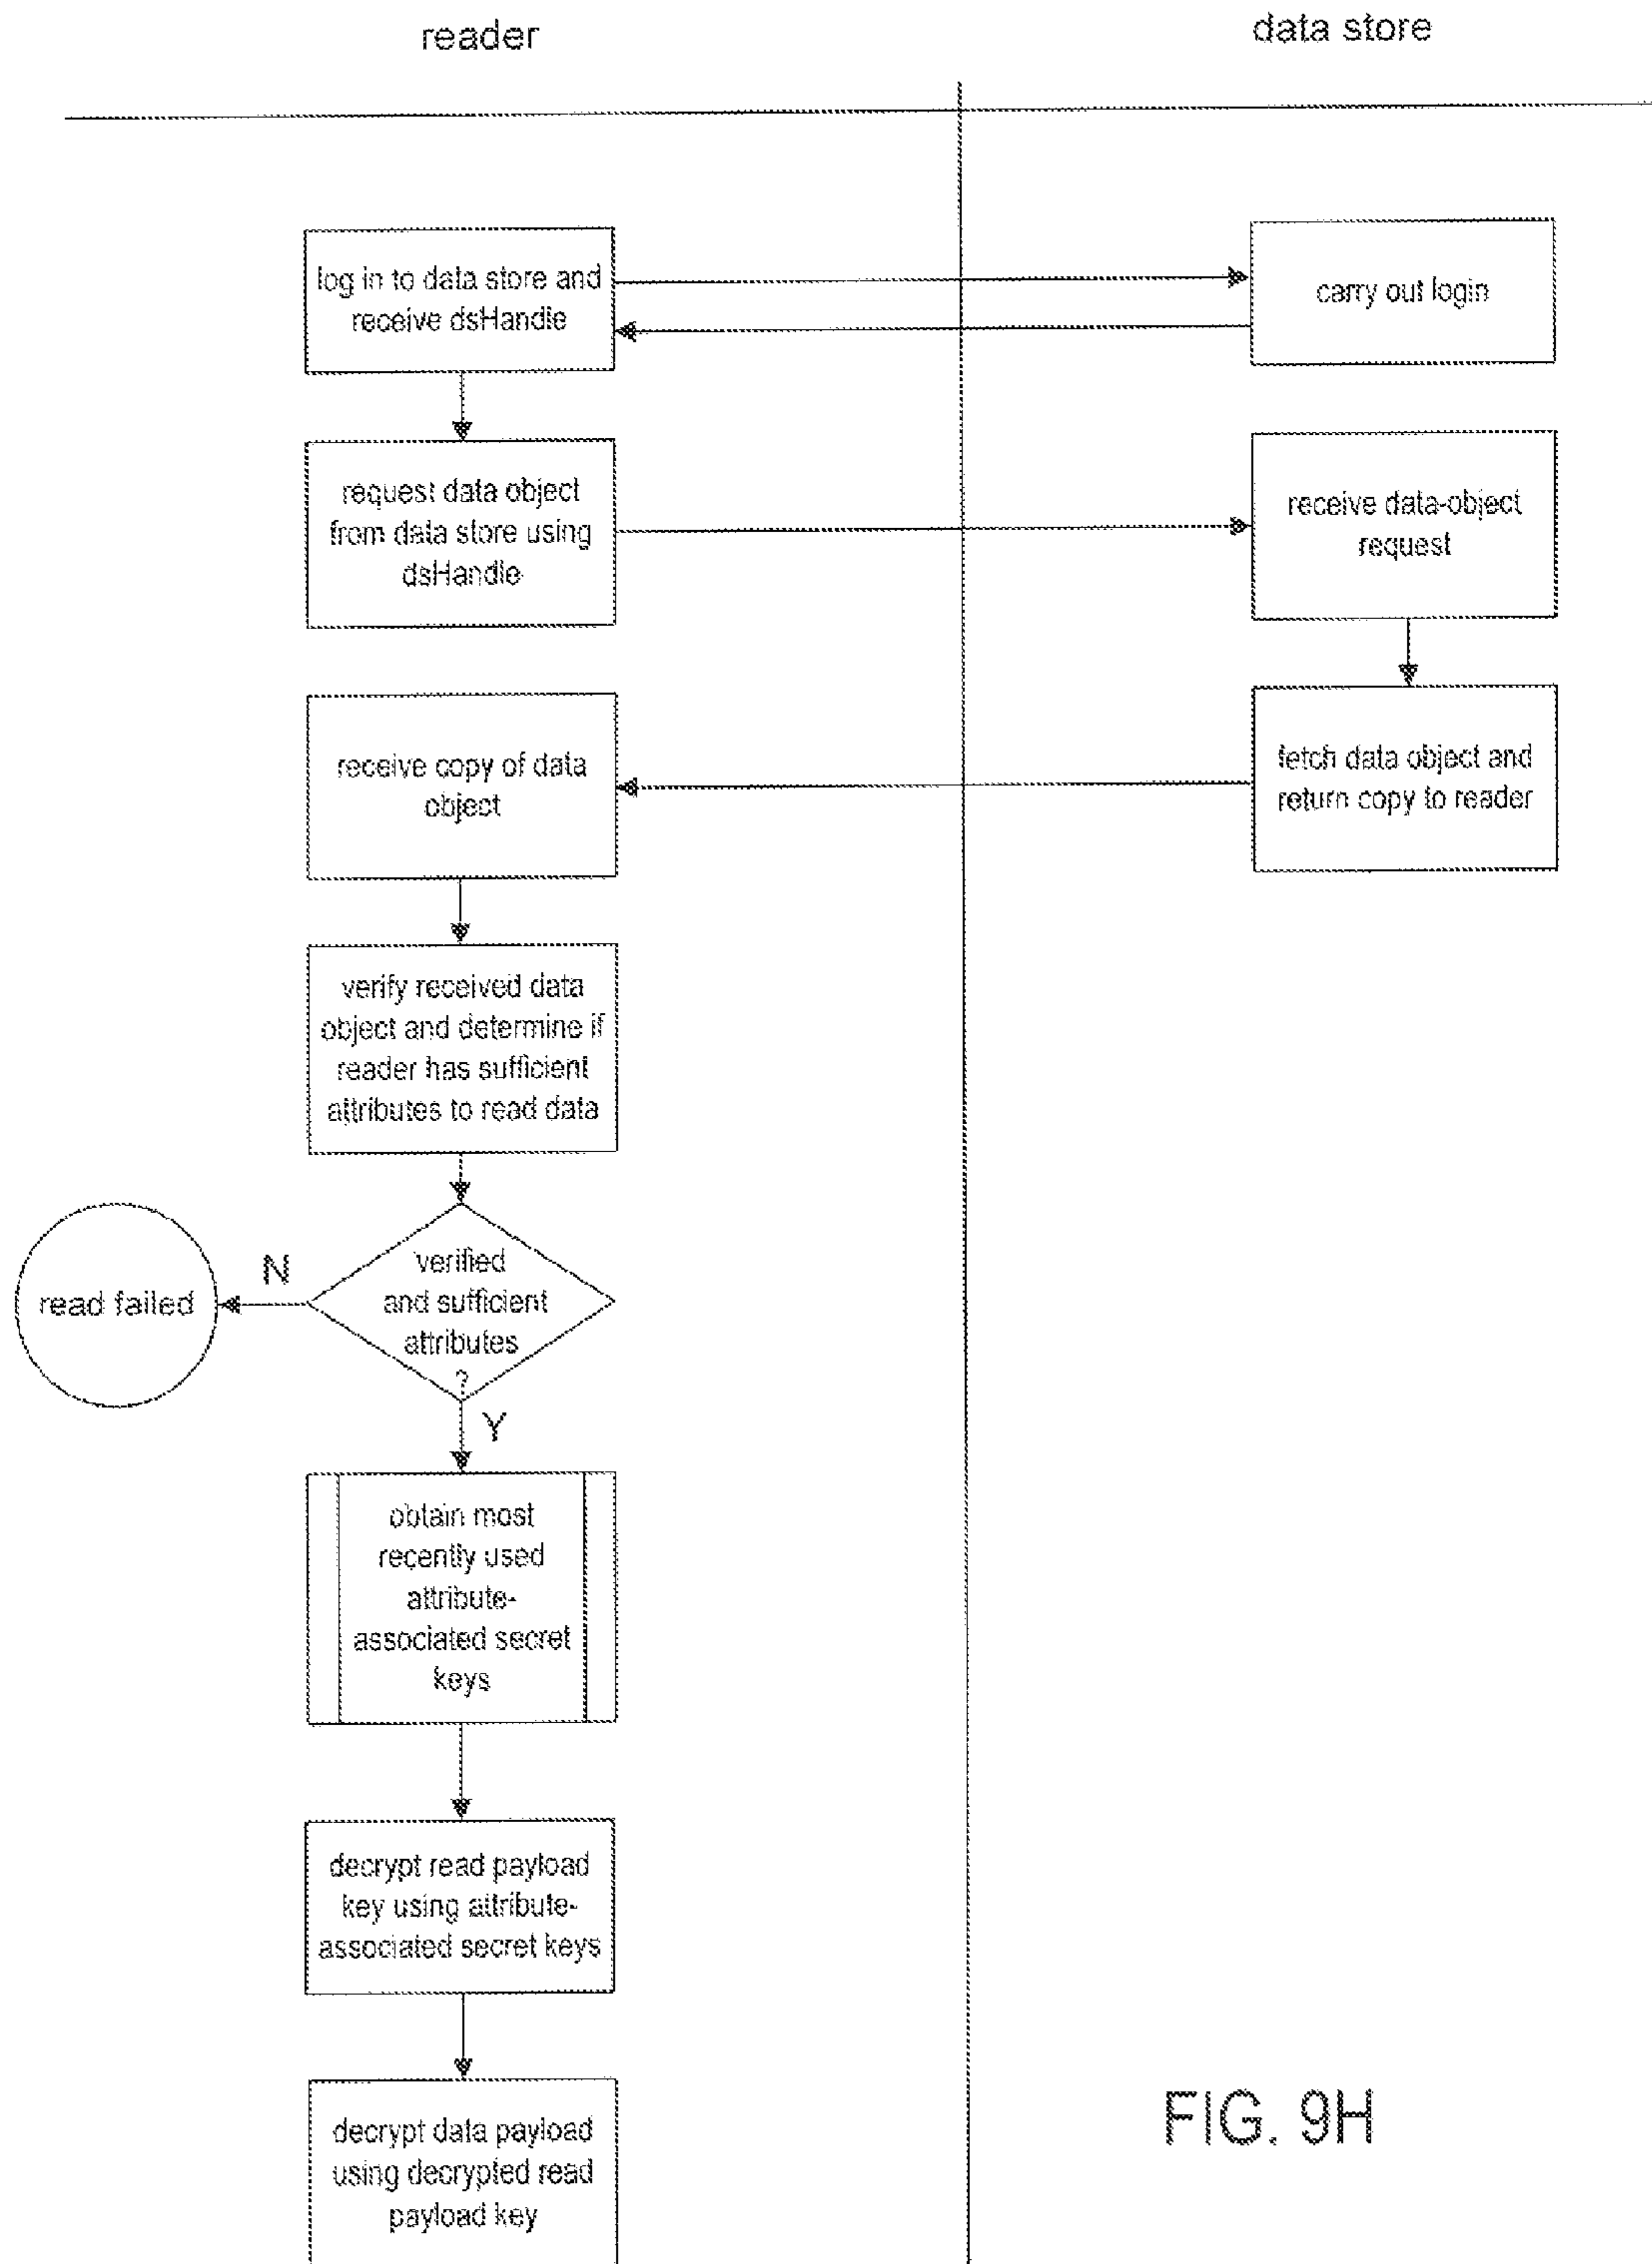 reader
data store
log in to data store and
receive dsHandle
carry out login
request data object
from data store using
dsHandle
receive data-object
request
receive copy of data
object
fetch data object and
return copy to reader
verify received data
object and determine if
reader has sufficient
attributes to read data
verified
and sufficient
attributes
?
N
read failed
Y
obtain most
recently used
attribute-
associated secret
keys
decrypt read payload
key using attribute-
associated secret keys
decrypt data payload
using decrypted read
payload key
FIG. 9H